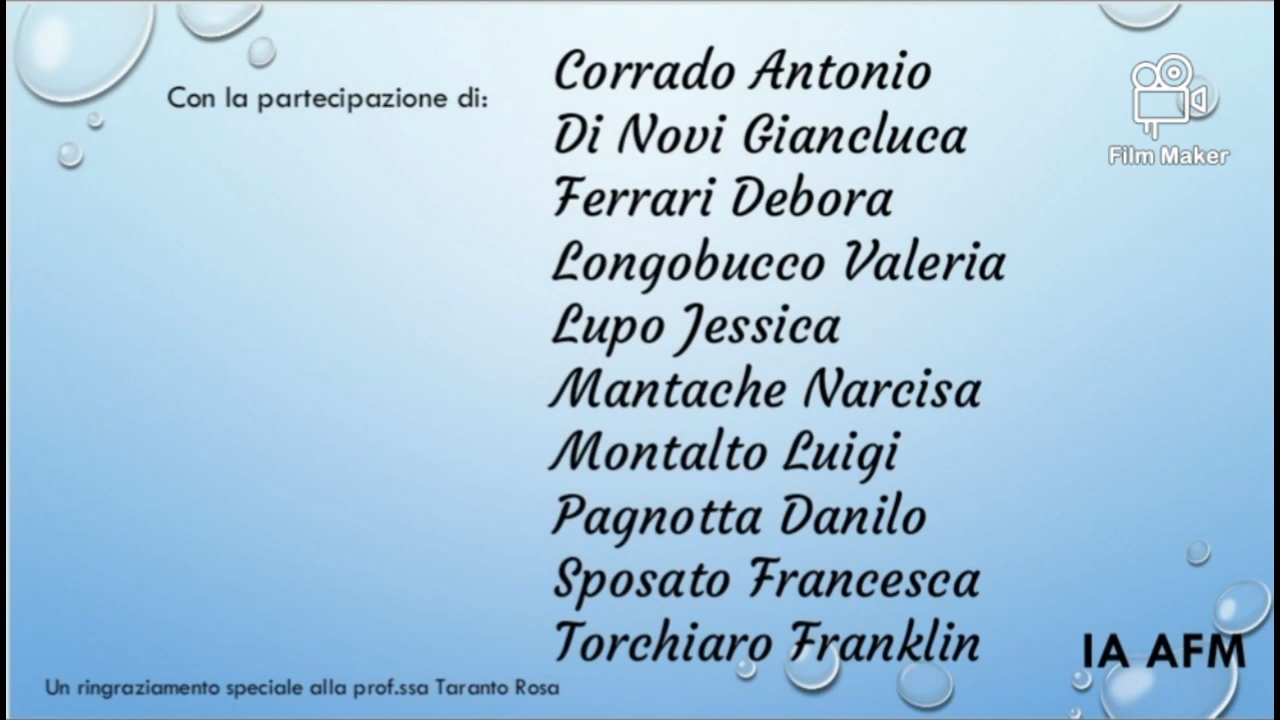 Con la partecipazione di:
Corrado Antonio
Di Novi Giancluca
Ferrari Debora
Longobucco Valeria
Lupo Jessica
Mantache Narcisa
Montalto Luigi
Pagnotta Danilo
Sposato Francesca
Torchiaro Franklin
Film Maker
IA AFM
Un ringraziamento speciale alla prof.ssa Taranto Rosa